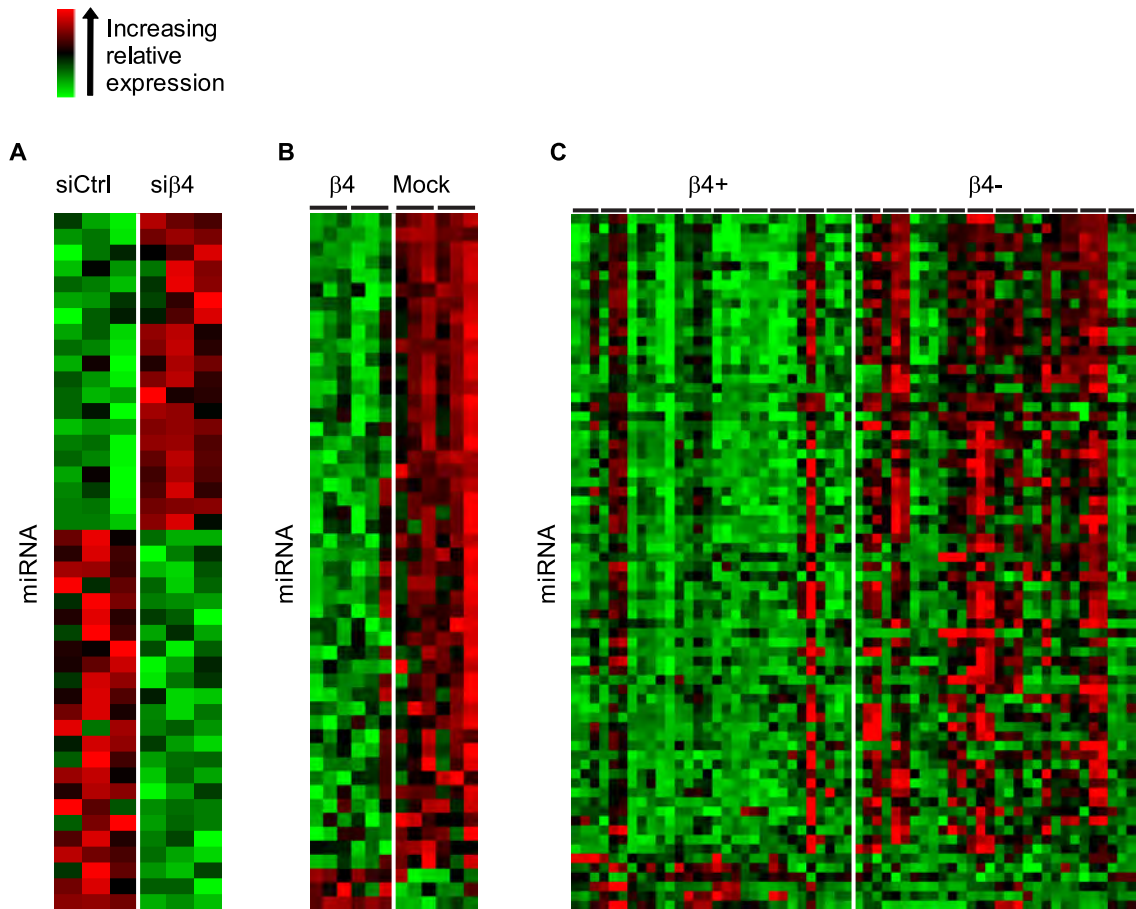 Increasing
relative
expression
A
B
C
siCtrl siβ4
β4 Mock
β4+ β4-
miRNA
miRNA
miRNA